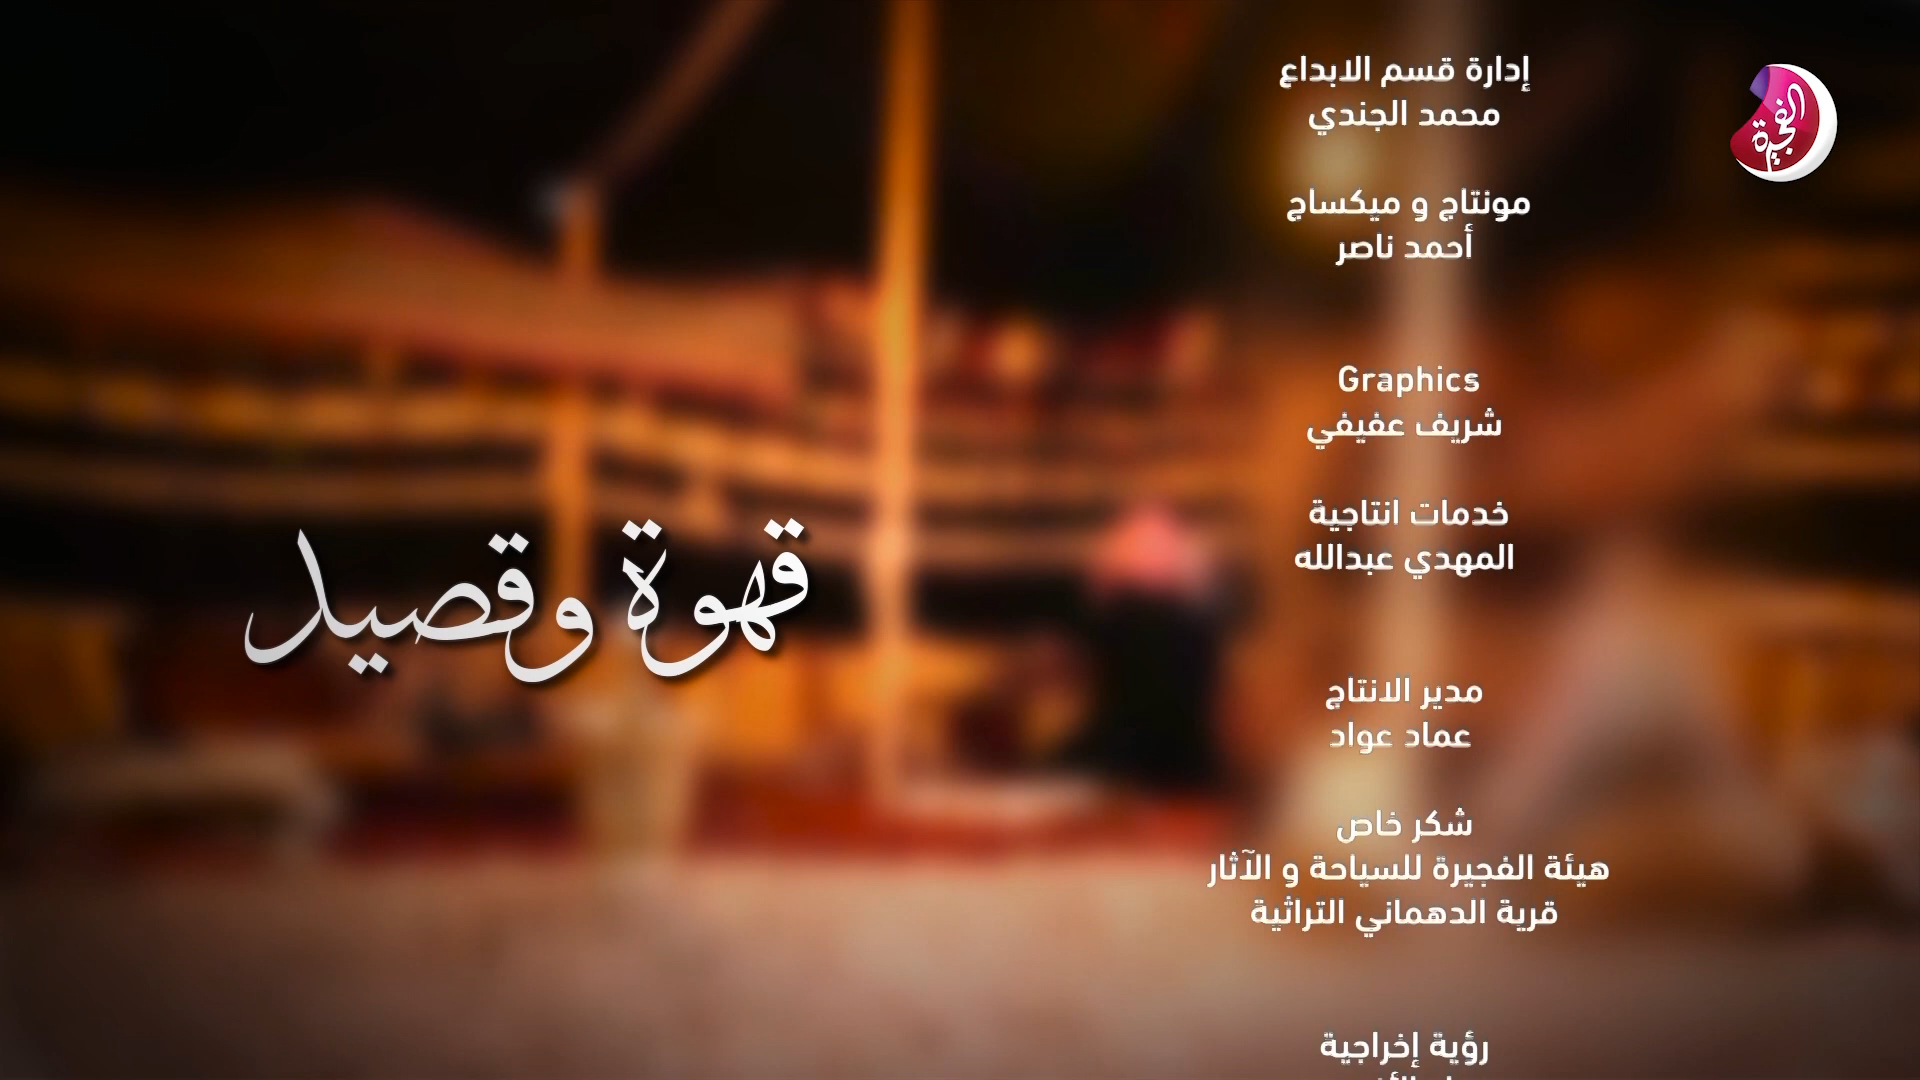 الفجيرة
إدارة قسم الابداع
محمد الجندي
مونتاج و ميكساج
أحمد ناصر
Graphics
شريف عفيفي
خدمات انتاجية
المهدي عبدالله
قهوة وقصيد
مدير الانتاج
عماد عواد
شكر خاص
هيئة الفجيرة للسياحة و الآثار
قرية الدهماني التراثية
رؤية إخراجية